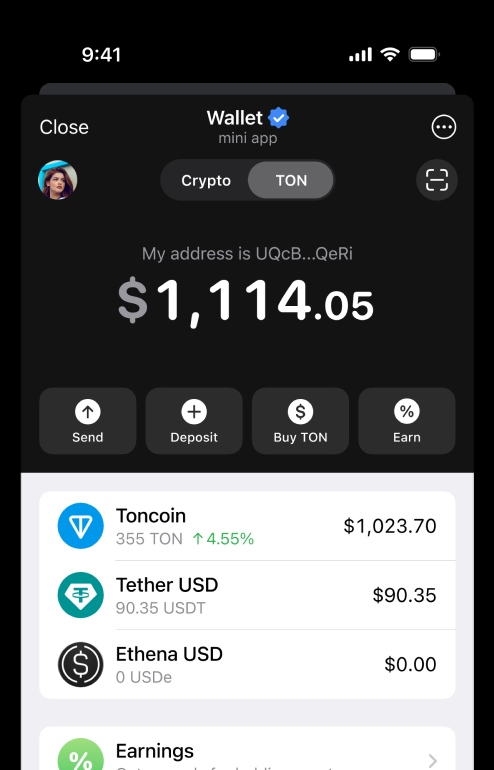 9:41
Close
Wallet
mini app
Crypto
TON
My address is UQcB...QeRi
$1,114.05
Send
Deposit
Buy TON
Earn
Toncoin
355 TON ↑4.55%
$1,023.70
Tether USD
90.35 USDT
$90.35
Ethena USD
0 USDe
$0.00
Earnings